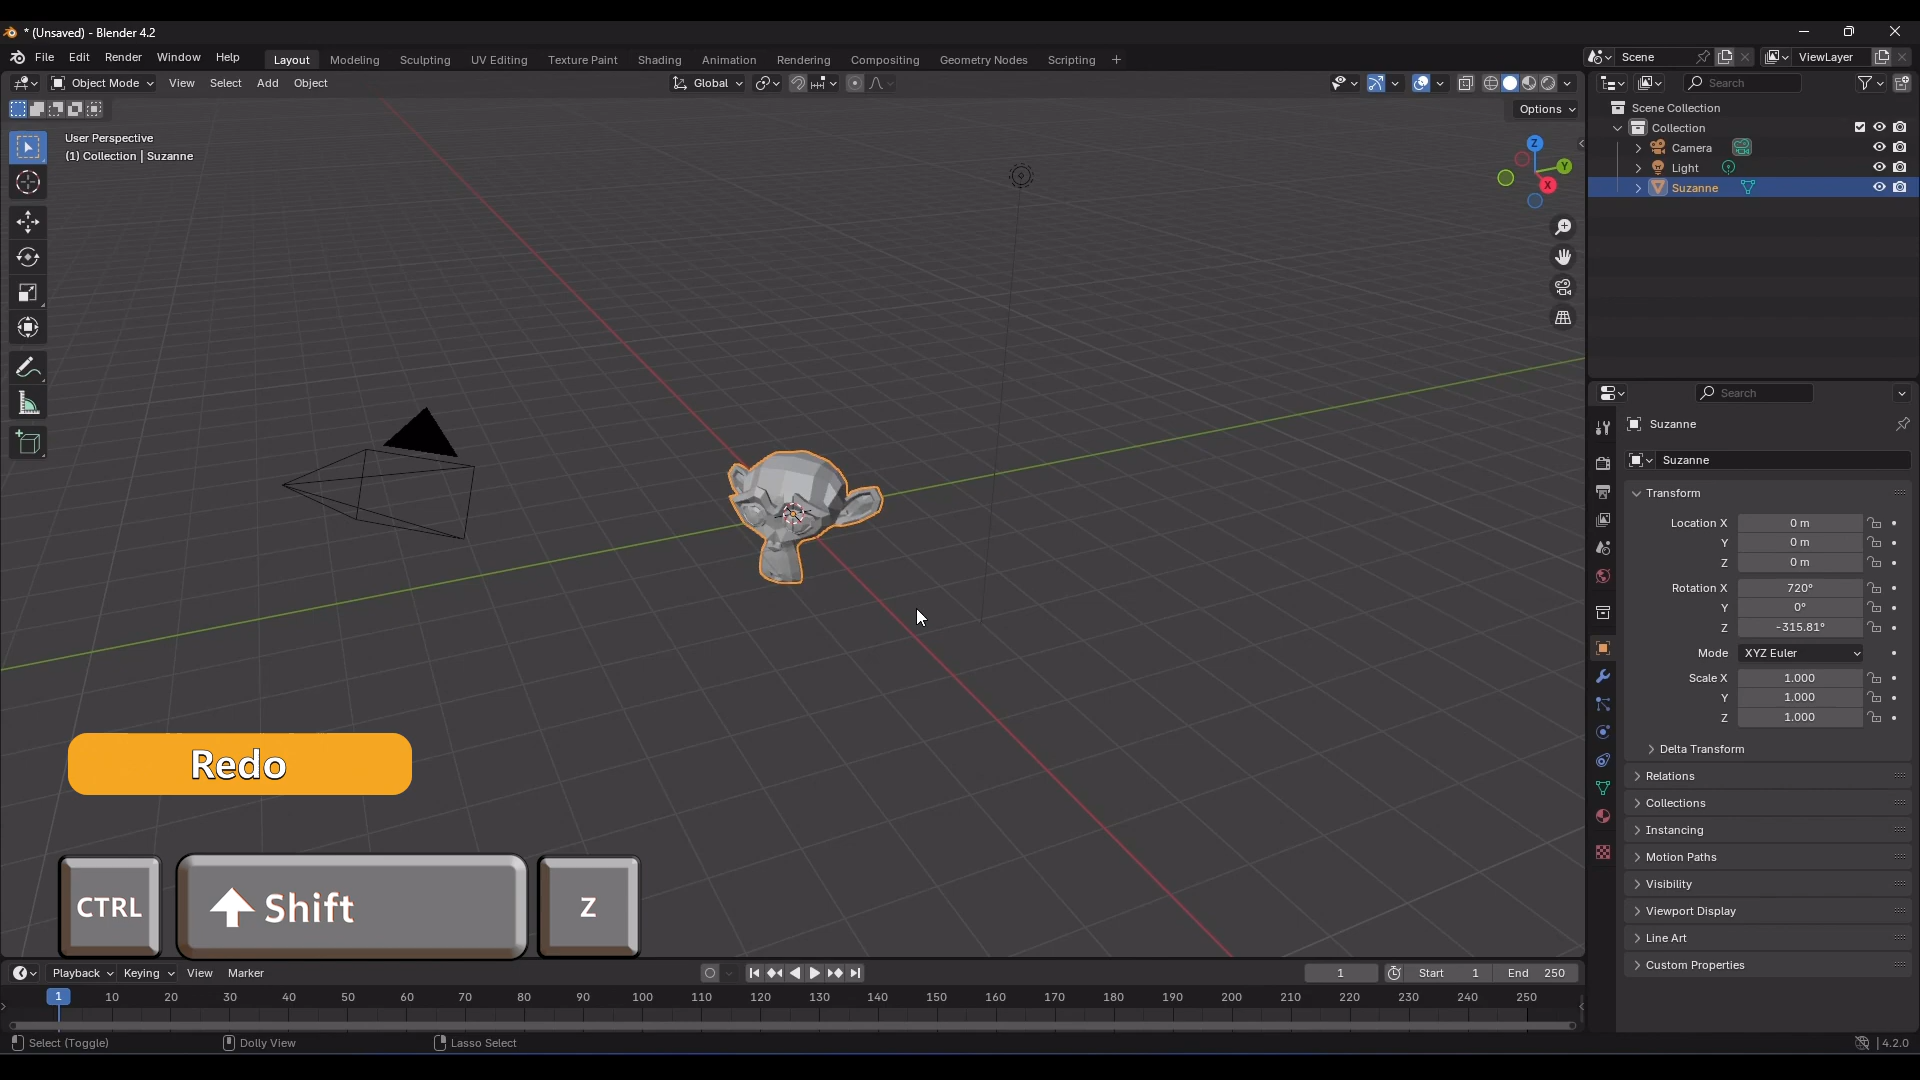 * (Unsaved) - Blender 4.2
File Edit Render Window Help
Layout Modeling Sculpting UV Editing Texture Paint Shading Animation Rendering Compositing Geometry Nodes Scripting +
Scene
ViewLayer
Object Mode View Select Add Object
Global
Search
Options
User Perspective
(1) Collection | Suzanne
Z
Y
X
Scene Collection
Collection
Camera
Light
Suzanne
Search
Suzanne
Suzanne
Transform
Location X 0 m
Y 0 m
Z 0 m
Rotation X 720°
Y 0°
Z -315.81°
Mode XYZ Euler
Scale X 1.000
Y 1.000
Z 1.000
Delta Transform
Relations
Collections
Instancing
Motion Paths
Visibility
Viewport Display
Line Art
Custom Properties
Redo
CTRL Shift Z
Playback Keying View Marker
1 Start 1 End 250
1 10 20 30 40 50 60 70 80 90 100 110 120 130 140 150 160 170 180 190 200 210 220 230 240 250
Select (Toggle) Dolly View Lasso Select
4.2.0